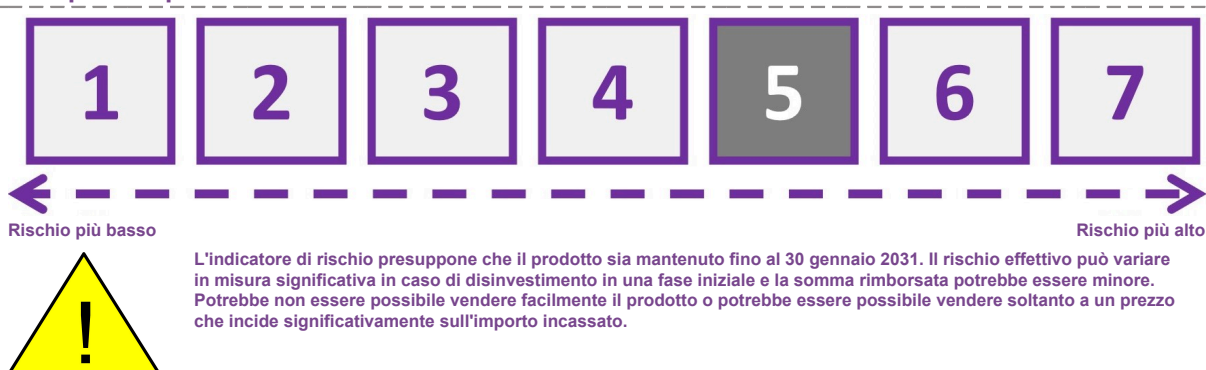 1 2 3 4 5 6 7
Rischio più basso Rischio più alto
L'indicatore di rischio presuppone che il prodotto sia mantenuto fino al 30 gennaio 2031. Il rischio effettivo può variare
in misura significativa in caso di disinvestimento in una fase iniziale e la somma rimborsata potrebbe essere minore.
Potrebbe non essere possibile vendere facilmente il prodotto o potrebbe essere possibile vendere soltanto a un prezzo
che incide significativamente sull'importo incassato.
!